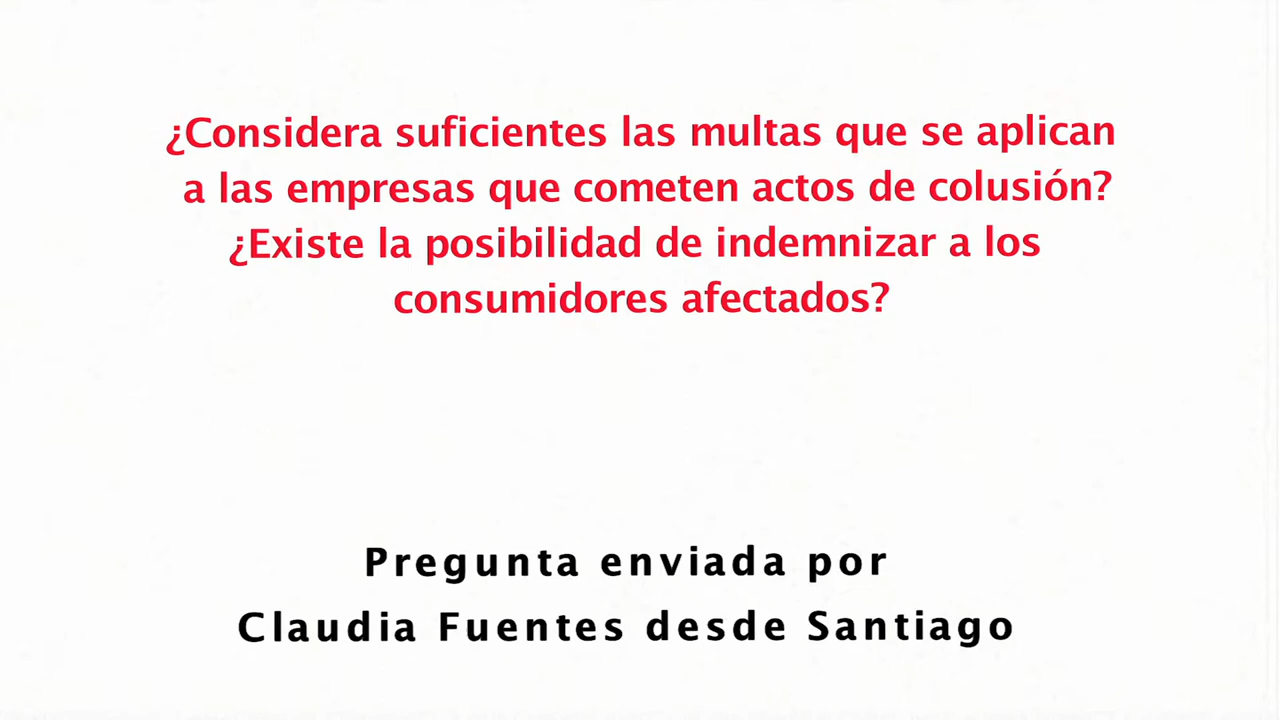 ¿Considera suficientes las multas que se aplican
a las empresas que cometen actos de colusión?
¿Existe la posibilidad de indemnizar a los
consumidores afectados?
Pregunta enviada por
Claudia Fuentes desde Santiago